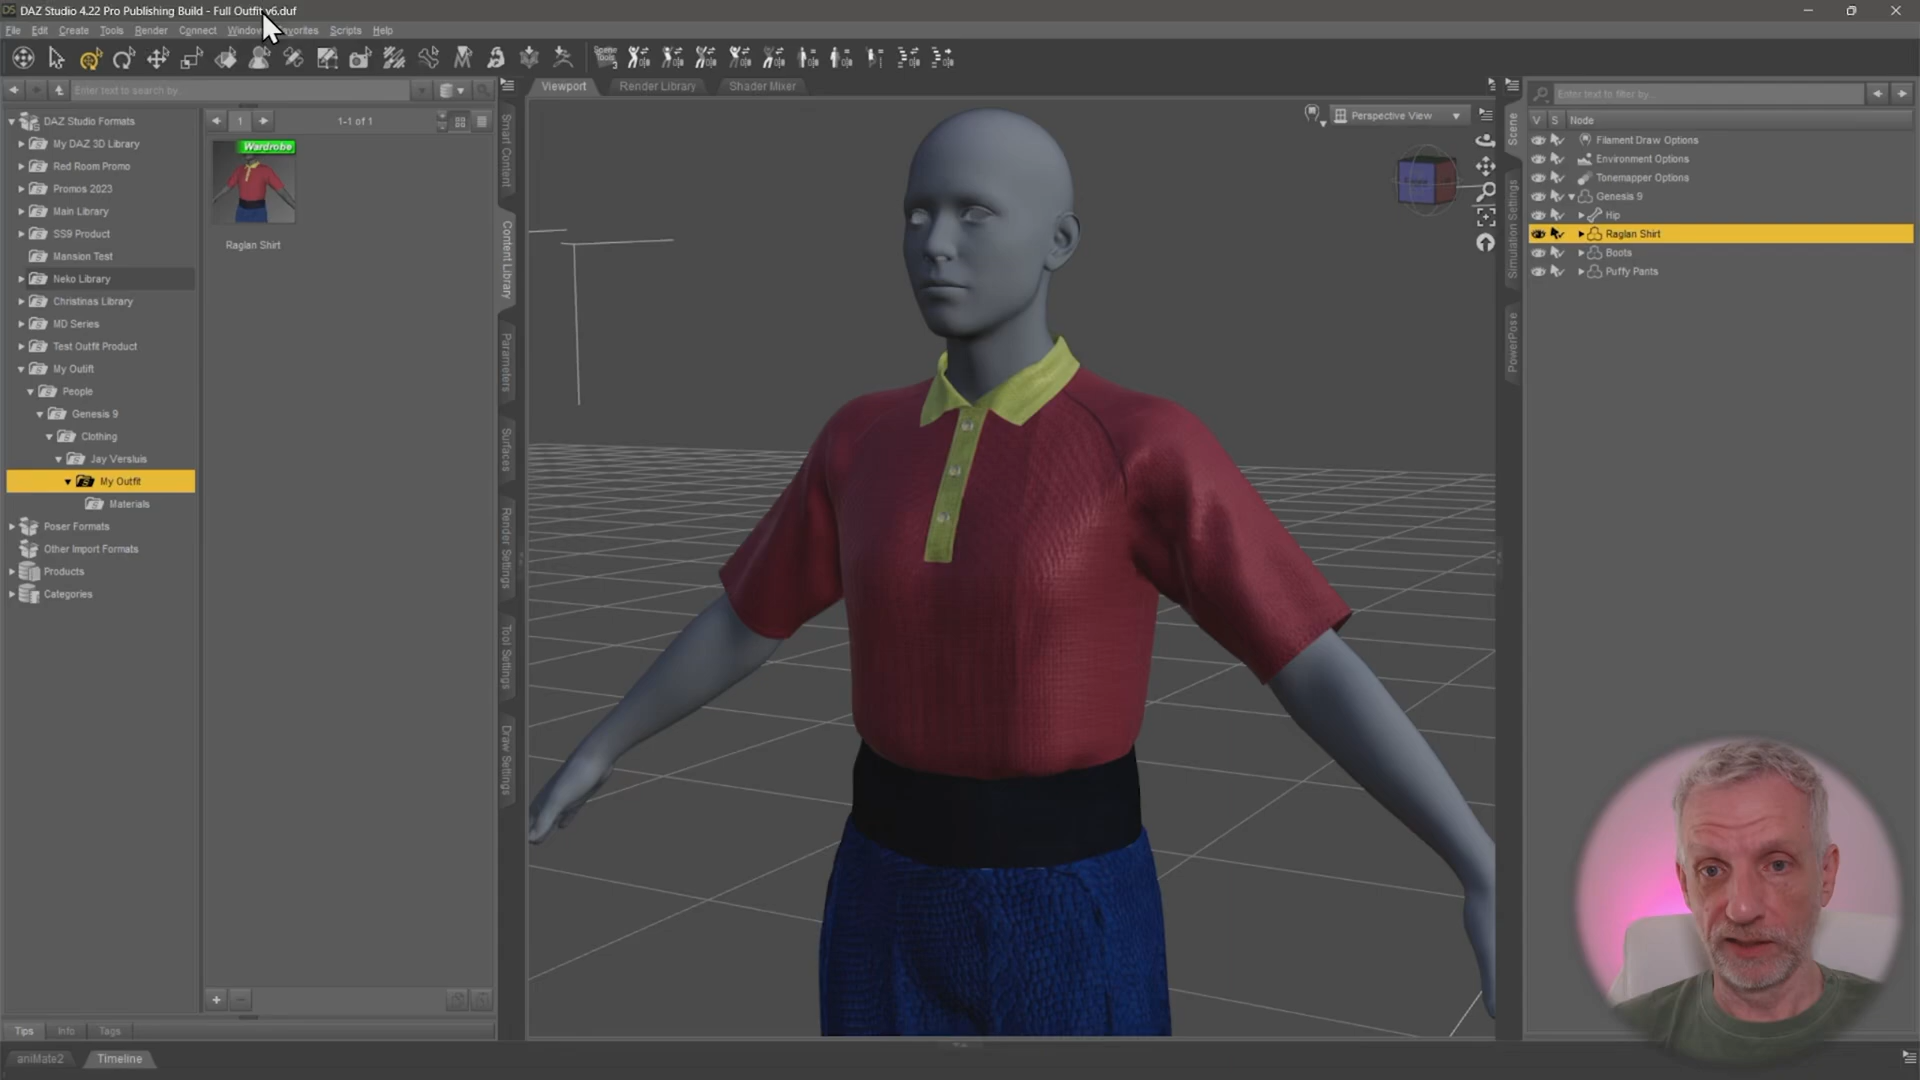 DAZ Studio 4.22 Pro Publishing Build - Full Outfit v6.duf
File Edit Create Tools Render Connect Window Favorites Scripts Help
Enter text to search by...
DAZ Studio Formats
My DAZ 3D Library
Red Room Promo
Promos 2023
Main Library
SS9 Product
Mansion Test
Neko Library
Christinas Library
MD Series
Test Outfit Product
My Outfit
People
Genesis 9
Clothing
Jay Versluis
My Outfit
Materials
Poser Formats
Other Import Formats
Products
Categories
Tips Info Tags
aniMate2 Timeline
1 1-1 of 1
Wardrobe
Raglan Shirt
Smart Content
Content Library
Parameters
Surfaces
Render Settings
Tool Settings
Draw Settings
Viewport Render Library Shader Mixer
Perspective View
Scene
Simulation Settings
PowerPose
Enter text to filter by...
V S Node
Filament Draw Options
Environment Options
Tonemapper Options
Genesis 9
Hip
Raglan Shirt
Boots
Puffy Pants